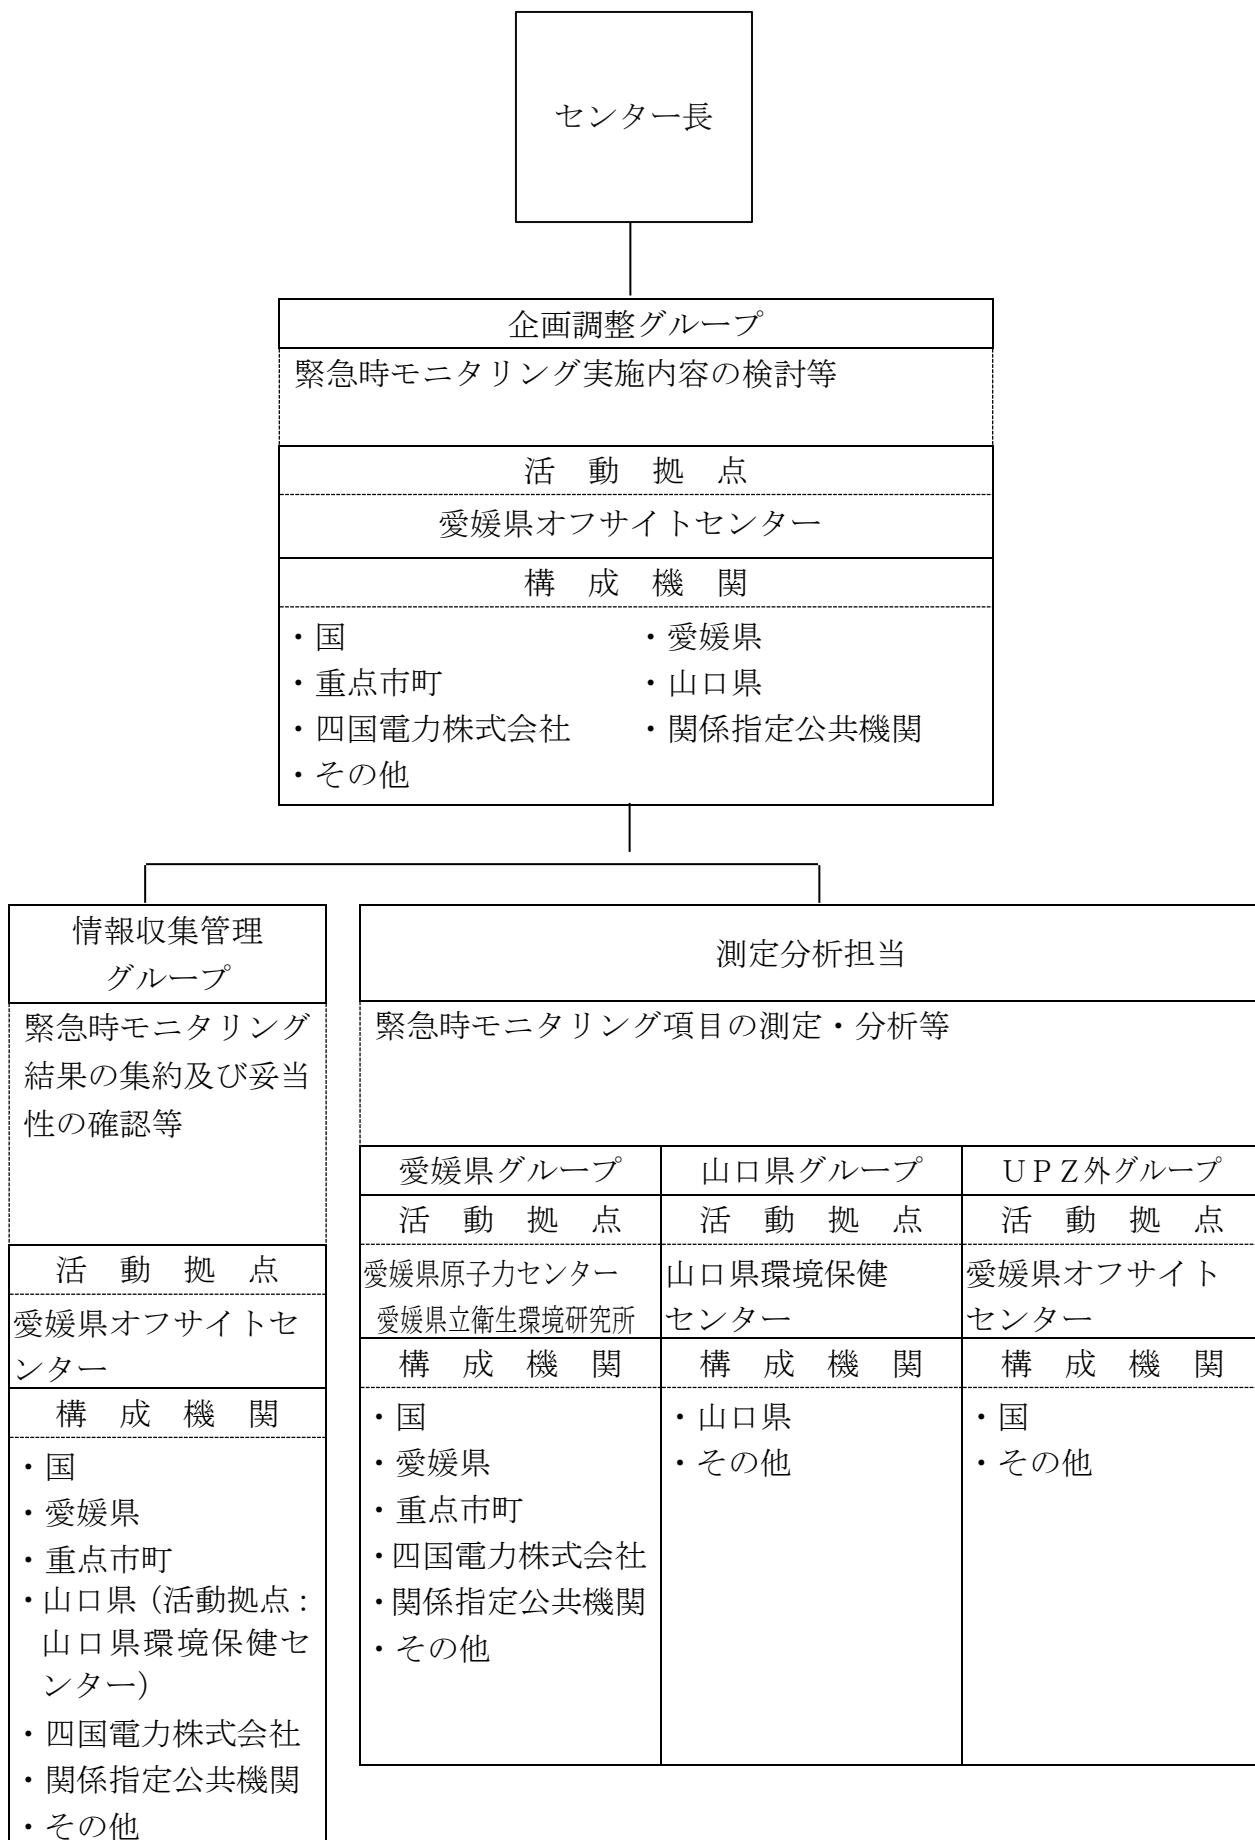 センター長
企画調整グループ
緊急時モニタリング実施内容の検討等
活　動　拠　点
愛媛県オフサイトセンター
構　成　機　関
・国
・愛媛県
・重点市町
・山口県
・四国電力株式会社
・関係指定公共機関
・その他
情報収集管理
グループ
緊急時モニタリング
結果の集約及び妥当
性の確認等
活　動　拠　点
愛媛県オフサイトセ
ンター
構　成　機　関
・国
・愛媛県
・重点市町
・山口県（活動拠点：
山口県環境保健セ
ンター）
・四国電力株式会社
・関係指定公共機関
・その他
測定分析担当
緊急時モニタリング項目の測定・分析等
愛媛県グループ
活　動　拠　点
愛媛県原子力センター
愛媛県立衛生環境研究所
構　成　機　関
・国
・愛媛県
・重点市町
・四国電力株式会社
・関係指定公共機関
・その他
山口県グループ
活　動　拠　点
山口県環境保健
センター
構　成　機　関
・山口県
・その他
ＵＰＺ外グループ
活　動　拠　点
愛媛県オフサイト
センター
構　成　機　関
・国
・その他